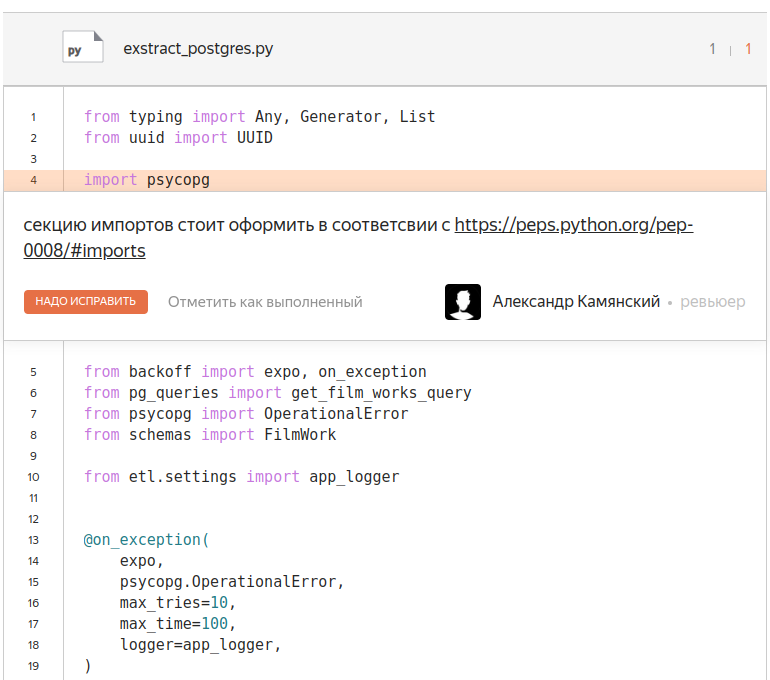 py exstract_postgres.py 1 | 1
1 from typing import Any, Generator, List
2 from uuid import UUID
3
4 import psycopg
секцию импортов стоит оформить в соответсвии с https://peps.python.org/pep-
0008/#imports
НАДО ИСПРАВИТЬ Отметить как выполненный Александр Камянский • ревьюер
5 from backoff import expo, on_exception
6 from pg_queries import get_film_works_query
7 from psycopg import OperationalError
8 from schemas import FilmWork
9
10 from etl.settings import app_logger
11
12
13 @on_exception(
14 expo,
15 psycopg.OperationalError,
16 max_tries=10,
17 max_time=100,
18 logger=app_logger,
19 )